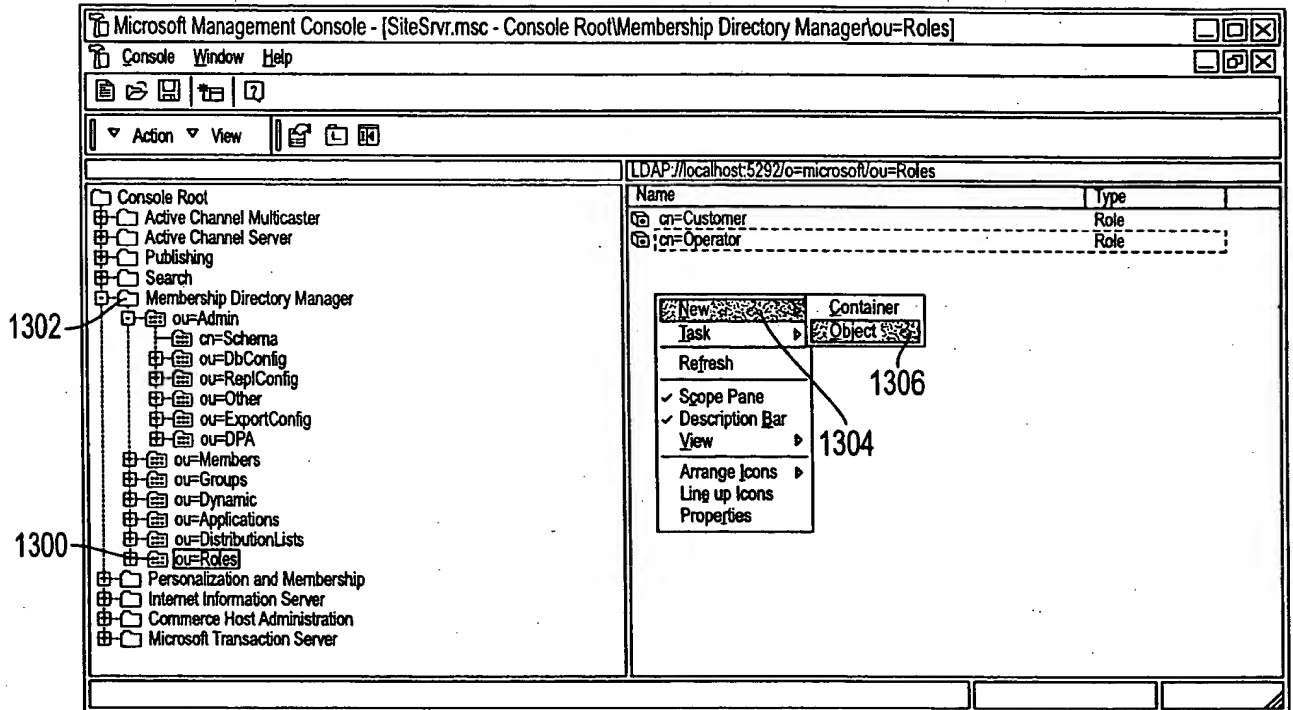 Microsoft Management Console - [SiteSrvr.msc - Console Root\Membership Directory Manager\ou=Roles]
Console Window Help
Action View
LDAP://localhost:5292/o=microsoft/ou=Roles
Console Root
Active Channel Multicaster
Active Channel Server
Publishing
Search
Membership Directory Manager
ou=Admin
cn=Schema
ou=DbConfig
ou=ReplConfig
ou=Other
ou=ExportConfig
ou=DPA
ou=Members
ou=Groups
ou=Dynamic
ou=Applications
ou=DistributionLists
ou=Roles
Personalization and Membership
Internet Information Server
Commerce Host Administration
Microsoft Transaction Server
1302
1300
Name Type
cn=Customer Role
cn=Operator Role
New
Task
Refresh
Scope Pane
Description Bar
View
Arrange Icons
Line up Icons
Properties
Container
Object
1306
1304